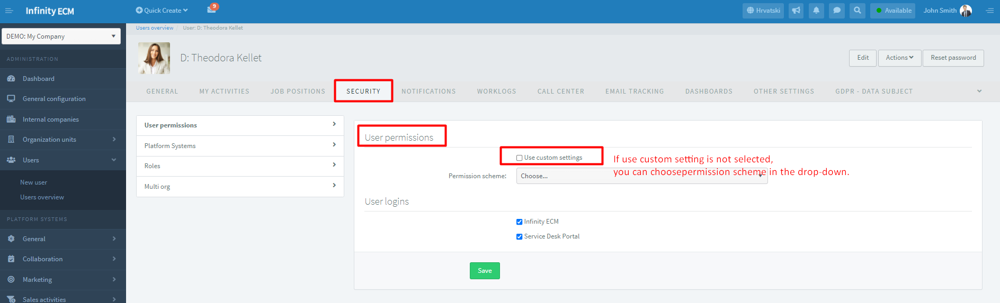 Infinity ECM
Quick Create
9
Hrvatski
Available
John Smith
DEMO: My Company
Users overview / User: D: Theodora Kellet
D: Theodora Kellet
Edit
Actions
Reset password
GENERAL
MY ACTIVITIES
JOB POSITIONS
SECURITY
NOTIFICATIONS
WORKLOGS
CALL CENTER
EMAIL TRACKING
DASHBOARDS
OTHER SETTINGS
GDPR - DATA SUBJECT
ADMINISTRATION
Dashboard
General configuration
Internal companies
Organization units
Users
New user
Users overview
PLATFORM SYSTEMS
General
Collaboration
Marketing
Sales activities
User permissions
Platform Systems
Roles
Multi org
User permissions
Use custom settings
If use custom setting is not selected,
you can choosepermission scheme in the drop-down.
Permission scheme:
Choose...
User logins
Infinity ECM
Service Desk Portal
Save